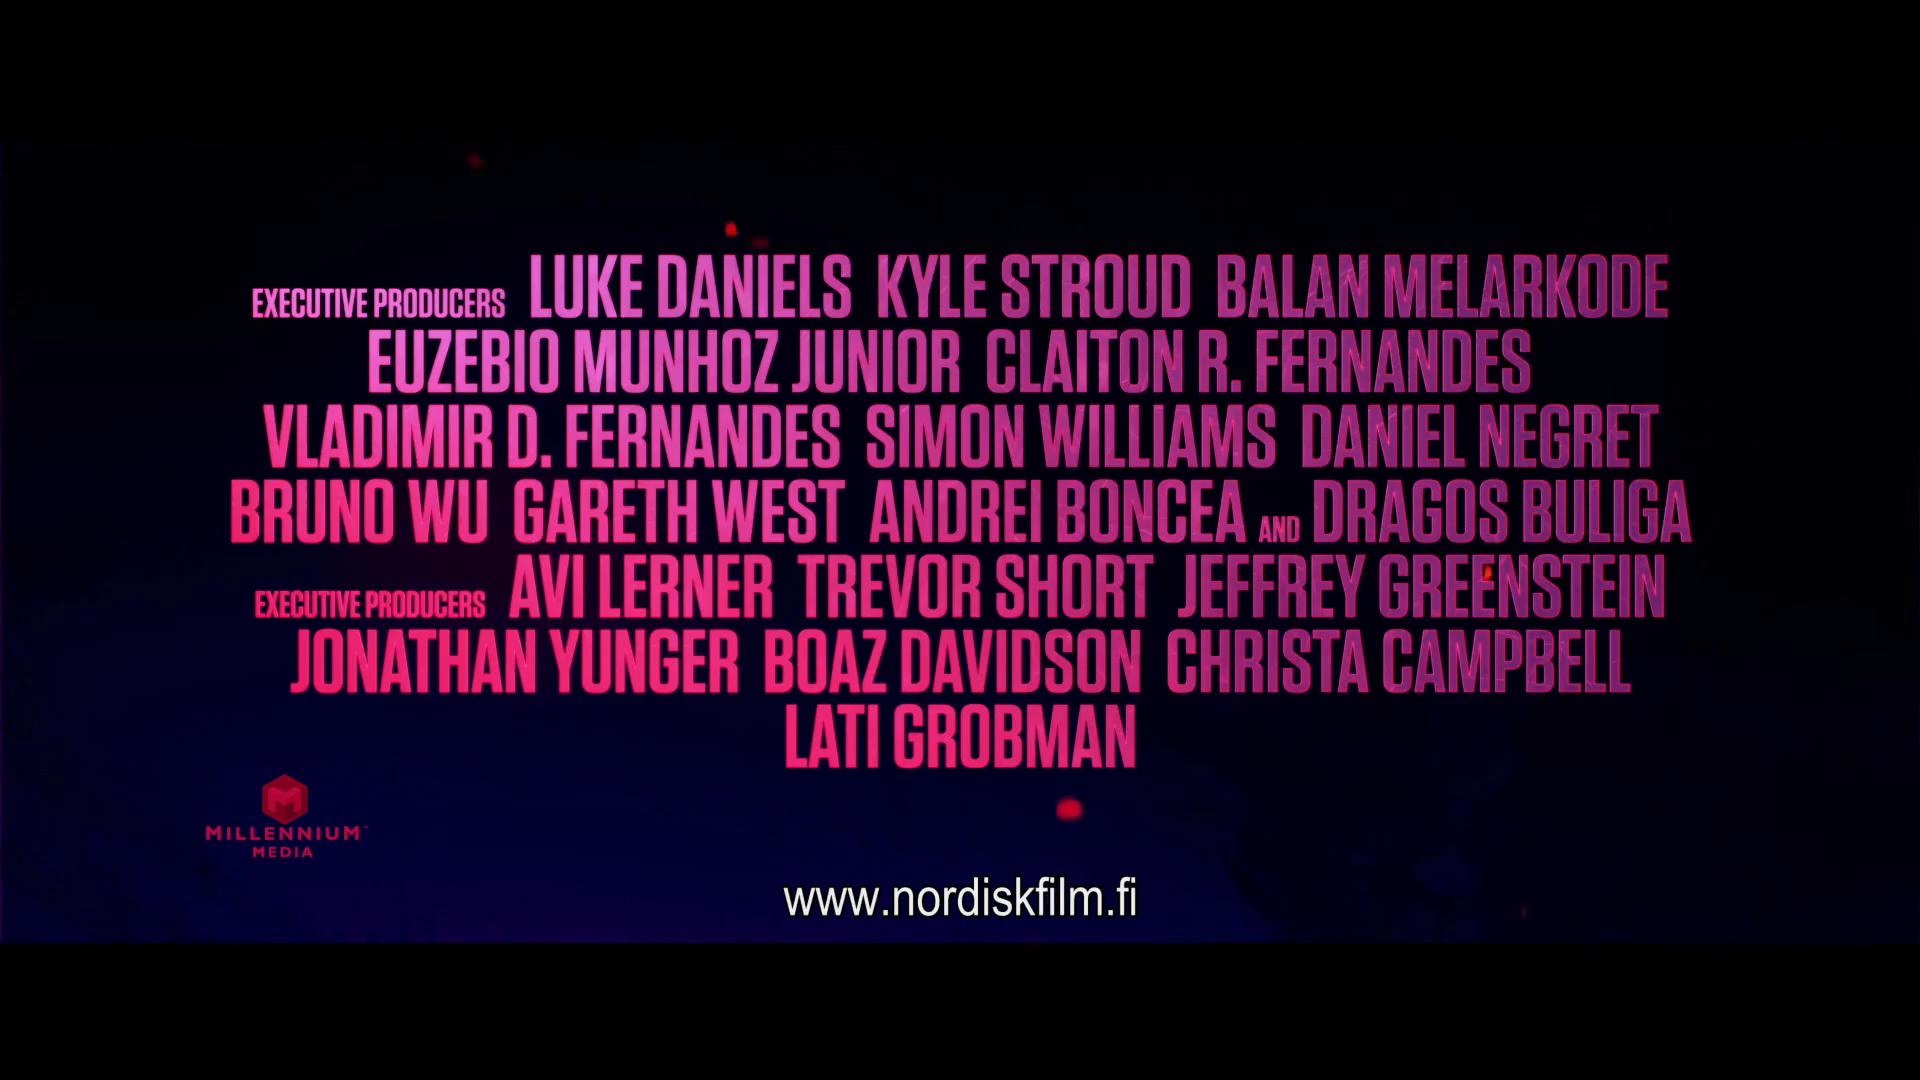 EXECUTIVE PRODUCERS LUKE DANIELS KYLE STROUD BALAN MELARKODE
EUZEBIO MUNHOZ JUNIOR CLAITON R. FERNANDES
VLADIMIR D. FERNANDES SIMON WILLIAMS DANIEL NEGRET
BRUNO WU GARETH WEST ANDREI BONCEA AND DRAGOS BULIGA
EXECUTIVE PRODUCERS AVI LERNER TREVOR SHORT JEFFREY GREENSTEIN
JONATHAN YUNGER BOAZ DAVIDSON CHRISTA CAMPBELL
LATI GROBMAN
MILLENNIUM™
MEDIA
www.nordiskfilm.fi